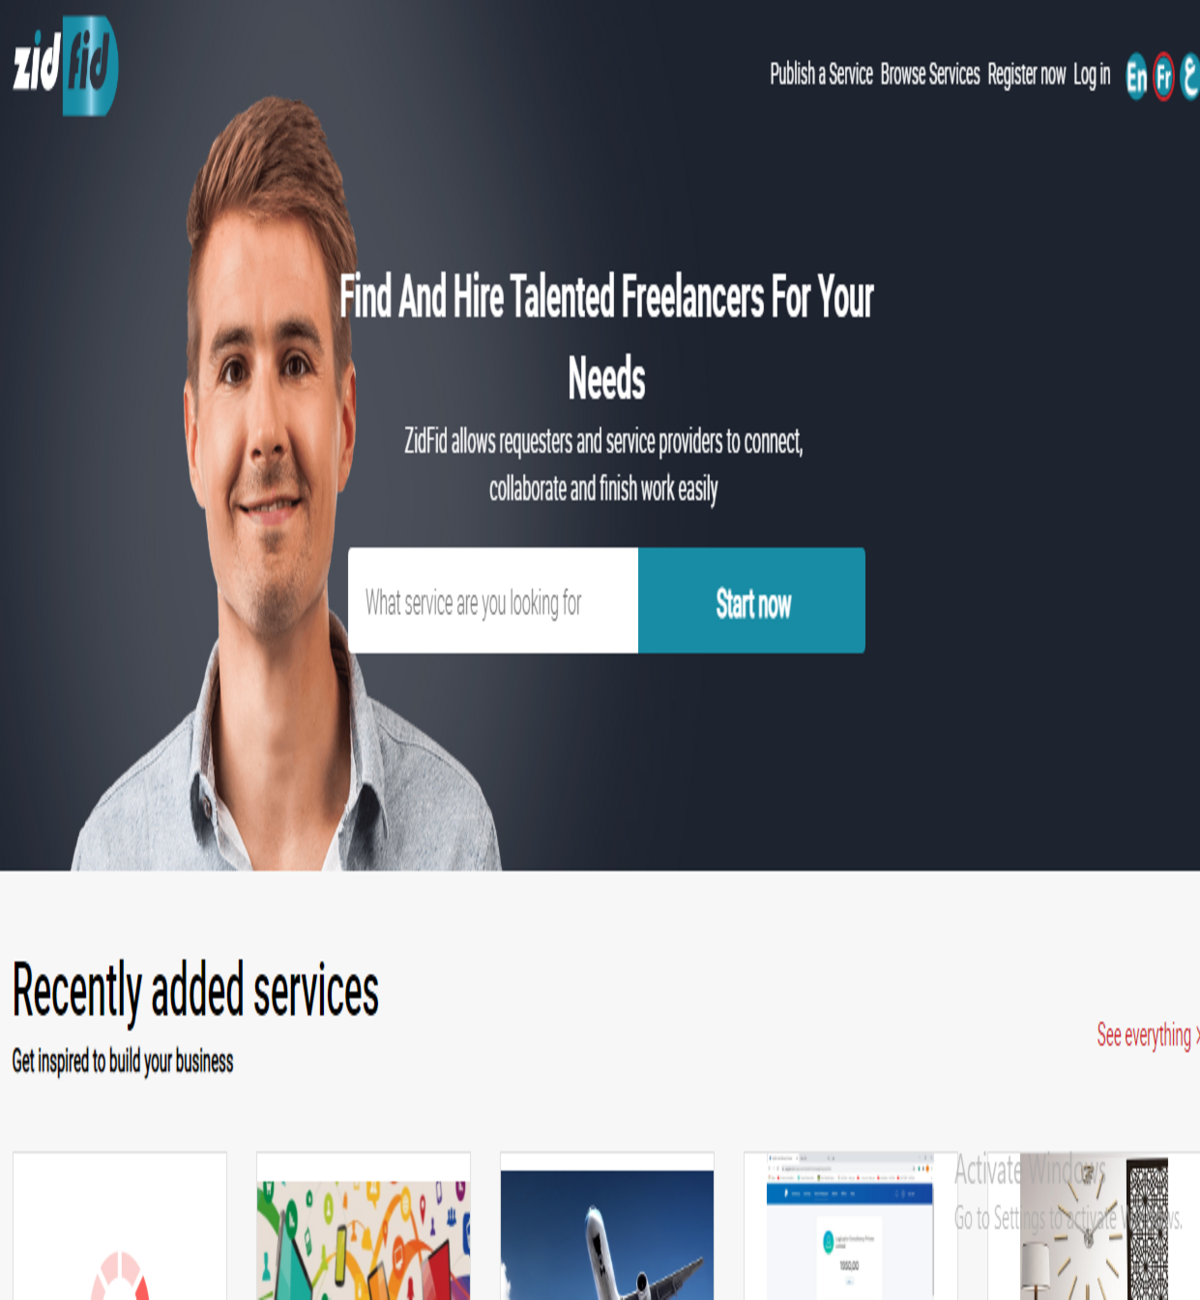 zid fid
Publish a Service Browse Services Register now Log in En Fr ع
Find And Hire Talented Freelancers For Your
Needs
ZidFid allows requesters and service providers to connect,
collaborate and finish work easily
What service are you looking for
Start now
Recently added services
Get inspired to build your business
See everything >
Activate Windows
Go to Settings to activate Windows.